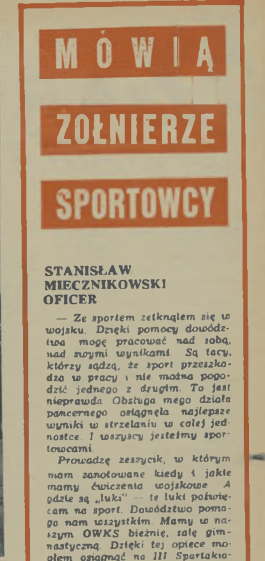 MÓWIĄ
ŻOŁNIERZE
SPORTOWCY
STANISŁAW
MIECZNIKOWSKI
OFICER
— Ze sportem zetknąłem się w
wojsku. Dzięki pomocy dowódz-
twa mogę pracować nad sobą,
nad swymi wynikami. Są tacy,
którzy sądzą, że sport przeszka-
dza w pracy i nie można pogo-
dzić jednego z drugim. To jest
nieprawda. Obsługa mego działa
pancernego osiągnęła najlepsze
wyniki w strzelaniu w całej jed-
nostce. I wszyscy jesteśmy spor-
towcami.
Prowadzę zeszycik, w którym
mam zanotowane kiedy i jakie
mamy ćwiczenia wojskowe. A
gdzie są „luki" — te luki poświę-
cam na sport. Dowództwo poma-
ga nam wszystkim. Mamy w na-
szym OWKS bieżnię, salę gim-
nastyczną. Dzięki tej opiece mo-
głem osiągnąć na III Spartakia-